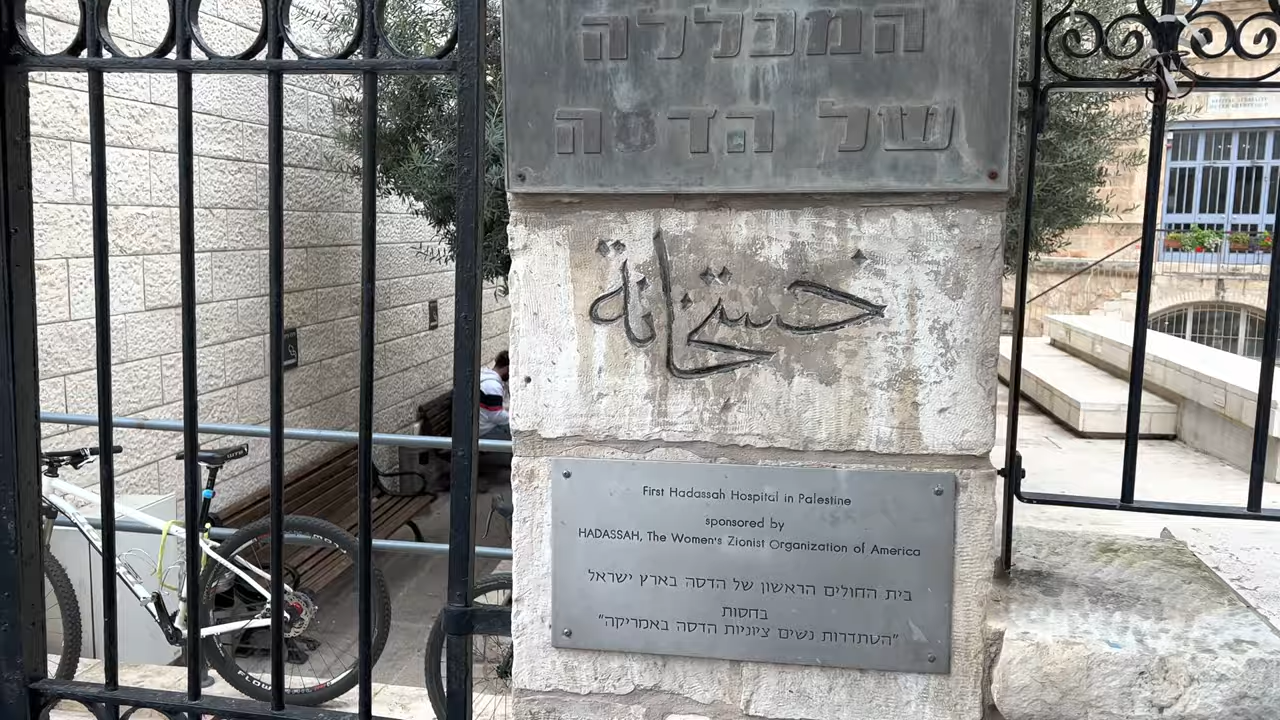 המכללה
של הדסה
خستخانة
First Hadassah Hospital in Palestine
sponsored by
HADASSAH, The Women's Zionist Organization of America
בית החולים הראשון של הדסה בארץ ישראל
בחסות
"הסתדרות נשים ציוניות הדסה באמריקה"